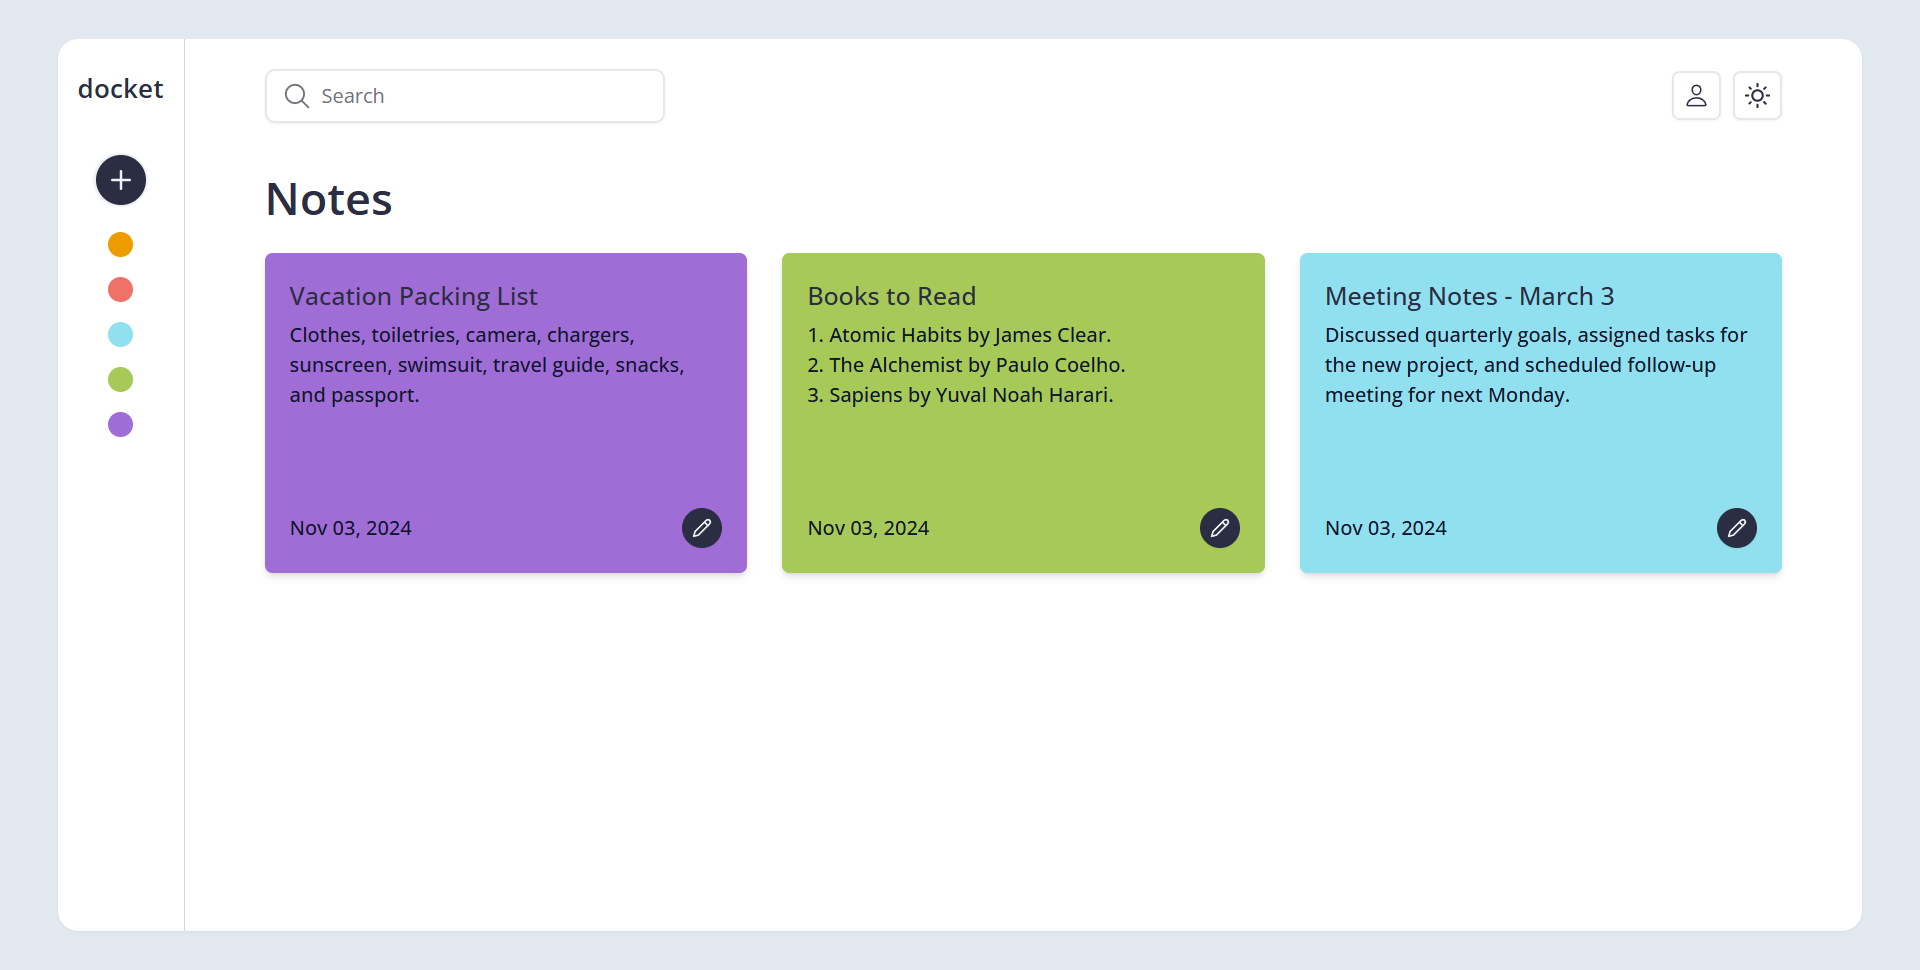 docket
Search
Notes
Vacation Packing List
Clothes, toiletries, camera, chargers,
sunscreen, swimsuit, travel guide, snacks,
and passport.
Nov 03, 2024
Books to Read
1. Atomic Habits by James Clear.
2. The Alchemist by Paulo Coelho.
3. Sapiens by Yuval Noah Harari.
Nov 03, 2024
Meeting Notes - March 3
Discussed quarterly goals, assigned tasks for
the new project, and scheduled follow-up
meeting for next Monday.
Nov 03, 2024